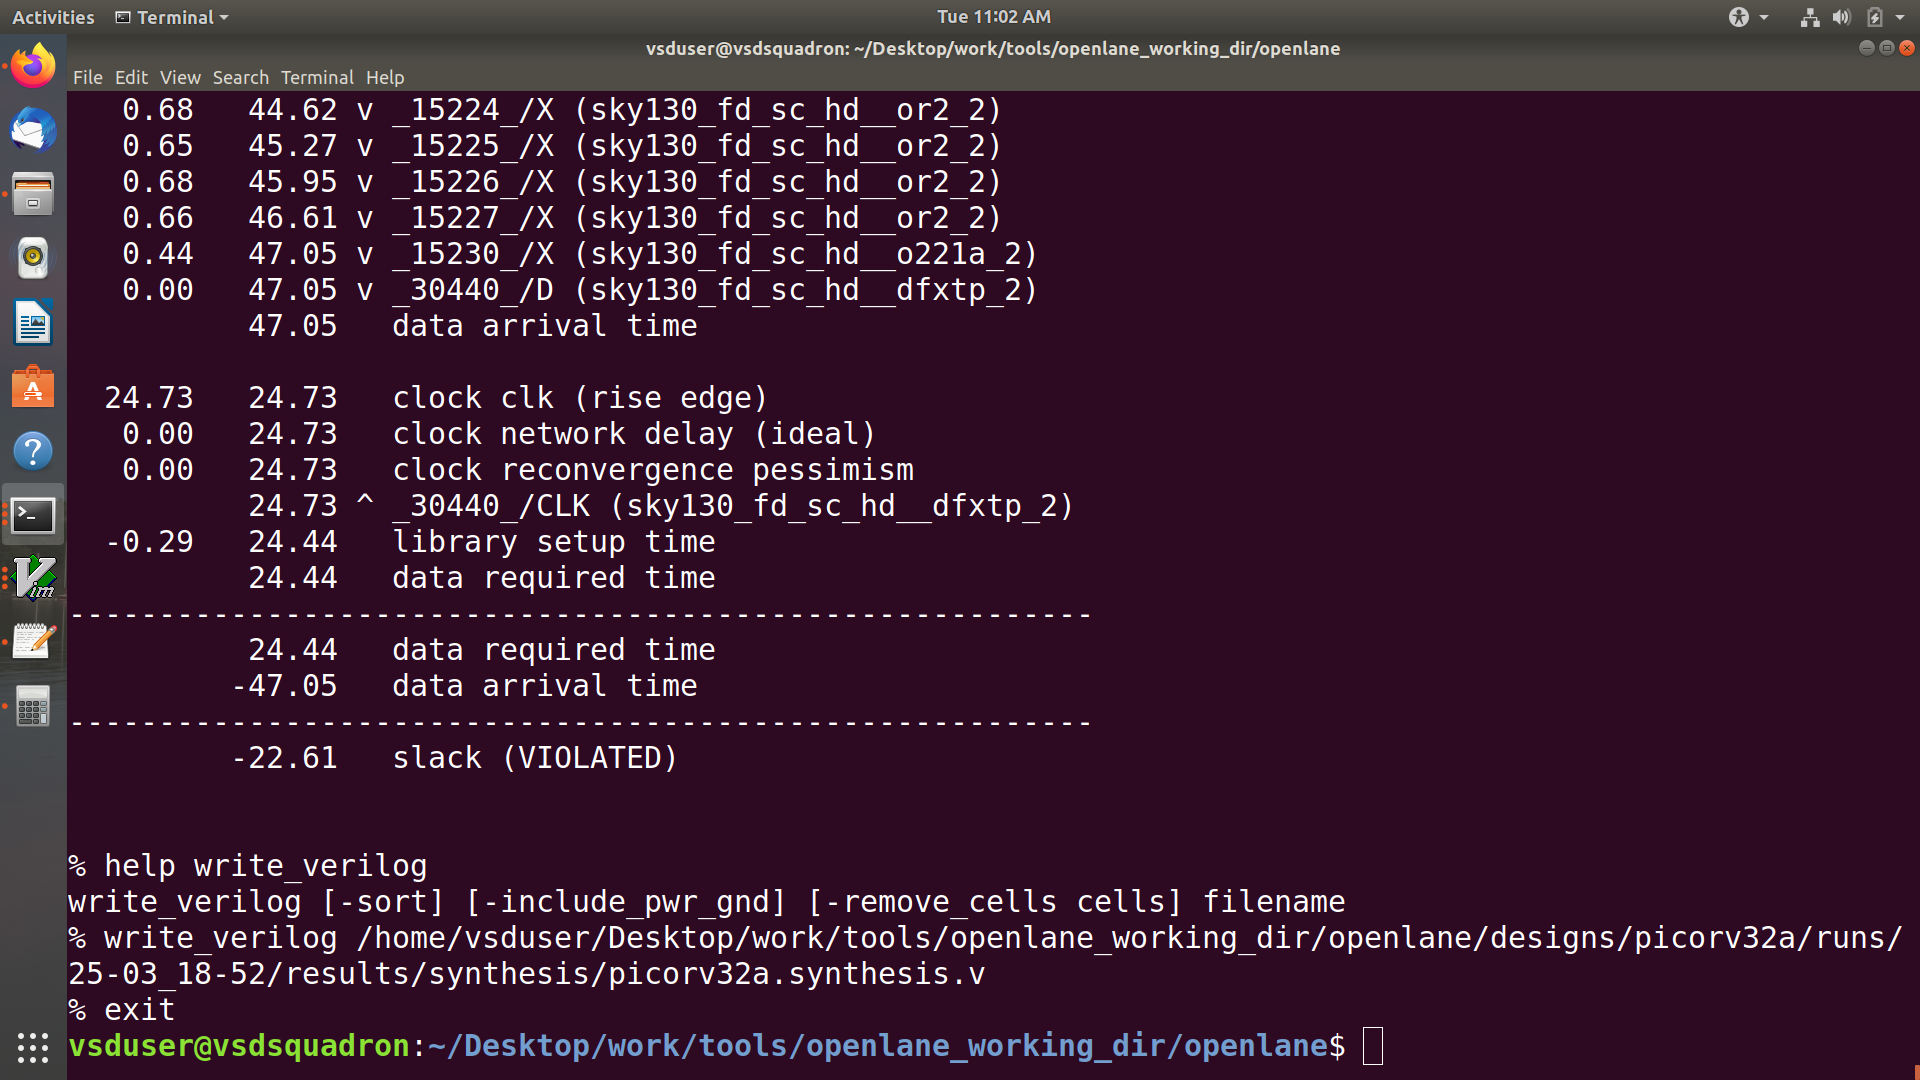 Activities Terminal Tue 11:02 AM
vsduser@vsdsquadron: ~/Desktop/work/tools/openlane_working_dir/openlane
File Edit View Search Terminal Help
0.68 44.62 v _15224_/X (sky130_fd_sc_hd__or2_2)
0.65 45.27 v _15225_/X (sky130_fd_sc_hd__or2_2)
0.68 45.95 v _15226_/X (sky130_fd_sc_hd__or2_2)
0.66 46.61 v _15227_/X (sky130_fd_sc_hd__or2_2)
0.44 47.05 v _15230_/X (sky130_fd_sc_hd__o221a_2)
0.00 47.05 v _30440_/D (sky130_fd_sc_hd__dfxtp_2)
47.05 data arrival time
24.73 24.73 clock clk (rise edge)
0.00 24.73 clock network delay (ideal)
0.00 24.73 clock reconvergence pessimism
24.73 ^ _30440_/CLK (sky130_fd_sc_hd__dfxtp_2)
-0.29 24.44 library setup time
24.44 data required time
---------------------------------------------------------
24.44 data required time
-47.05 data arrival time
---------------------------------------------------------
-22.61 slack (VIOLATED)
% help write_verilog
write_verilog [-sort] [-include_pwr_gnd] [-remove_cells cells] filename
% write_verilog /home/vsduser/Desktop/work/tools/openlane_working_dir/openlane/designs/picorv32a/runs/
25-03_18-52/results/synthesis/picorv32a.synthesis.v
% exit
vsduser@vsdsquadron:~/Desktop/work/tools/openlane_working_dir/openlane$